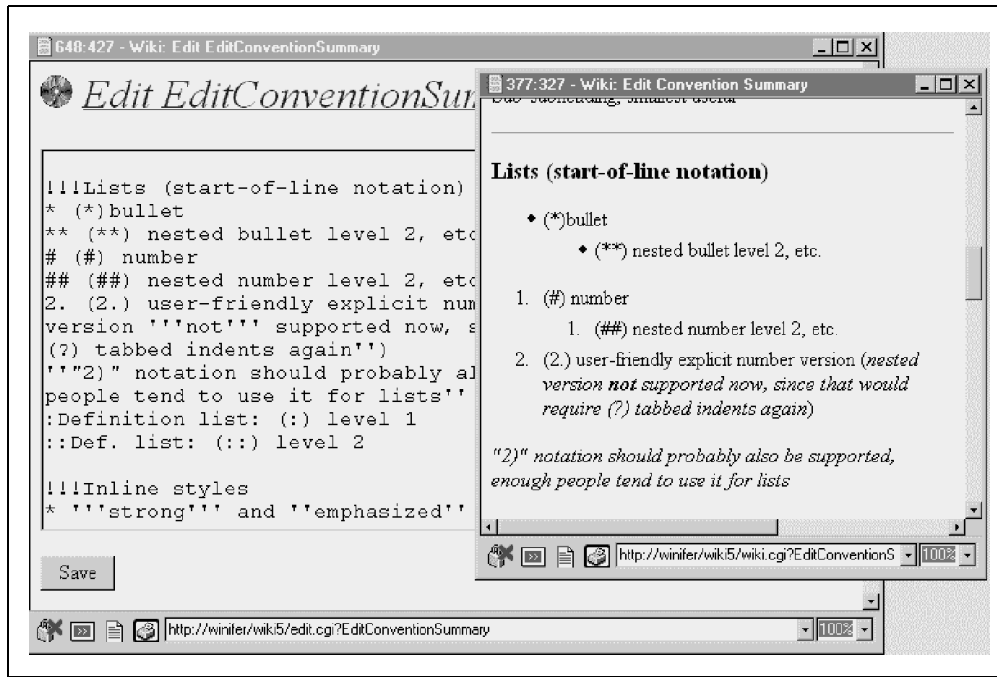 648:427 - Wiki: Edit EditConventionSummary
Edit EditConventionSum
!!!Lists (start-of-line notation)
* (*)bullet
** (**) nested bullet level 2, etc
# (#) number
## (##) nested number level 2, etc
2. (2.) user-friendly explicit num
version '''not''' supported now, s
(?) tabbed indents again'')
''"2)" notation should probably al
people tend to use it for lists''
:Definition list: (:) level 1
::Def. list: (::) level 2
!!!Inline styles
* '''strong''' and ''emphasized''
Save
http://winifer/wiki5/edit.cgi?EditConventionSummary
100%
377:327 - Wiki: Edit Convention Summary
Sub-subheading, smallest useful
Lists (start-of-line notation)
• (*)bullet
• (**) nested bullet level 2, etc.
1. (#) number
1. (##) nested number level 2, etc.
2. (2.) user-friendly explicit number version (nested
version not supported now, since that would
require (?) tabbed indents again)
"2)" notation should probably also be supported,
enough people tend to use it for lists
http://winifer/wiki5/wiki.cgi?EditConventionS
100%